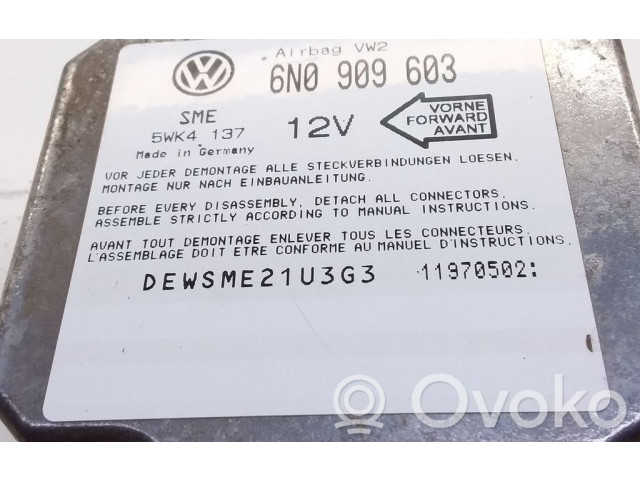 Airbag VW2
6N0 909 603
SME
5WK4 137
Made in Germany
12V
VORNE
FORWARD
AVANT
VOR JEDER DEMONTAGE ALLE STECKVERBINDUNGEN LOESEN.
MONTAGE NUR NACH EINBAUANLEITUNG.
BEFORE EVERY DISASSEMBLY, DETACH ALL CONNECTORS.
ASSEMBLE STRICTLY ACCORDING TO MANUAL INSTRUCTIONS.
AVANT TOUT DEMONTAGE ENLEVER TOUS LES CONNECTEURS.
L'ASSEMBLAGE DOIT ETRE CONFORME AU MANUEL D'INSTRUCTIONS.
DEWSME21U3G3 11970502:
Ovoko